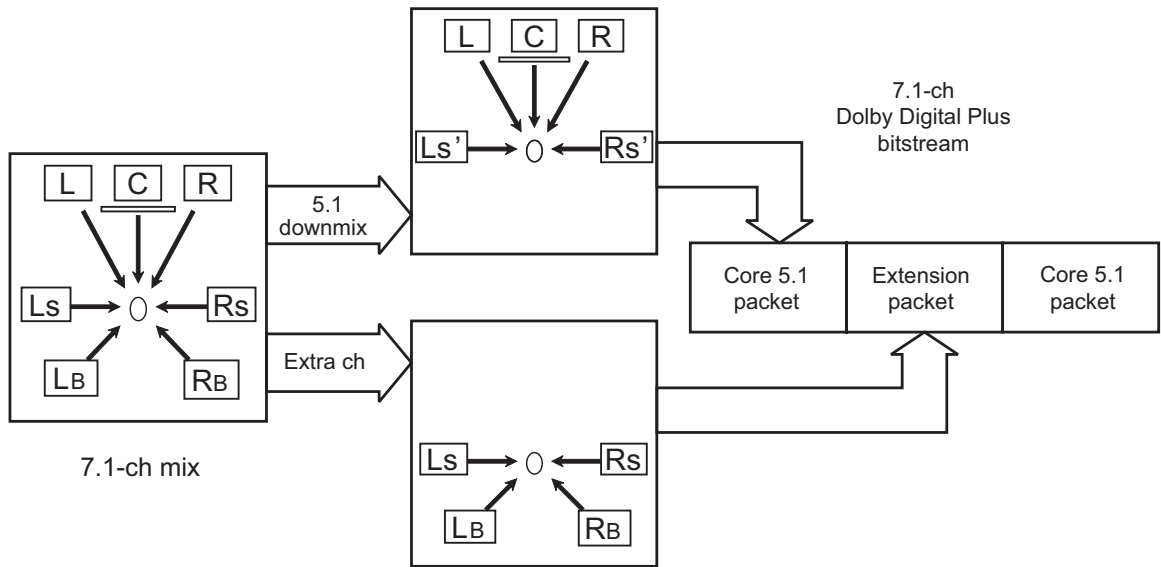 L C R
Ls Rs
LB RB
7.1-ch mix
5.1
downmix
Extra ch
L C R
Ls’ Rs’
Ls Rs
LB RB
7.1-ch
Dolby Digital Plus
bitstream
Core 5.1
packet
Extension
packet
Core 5.1
packet